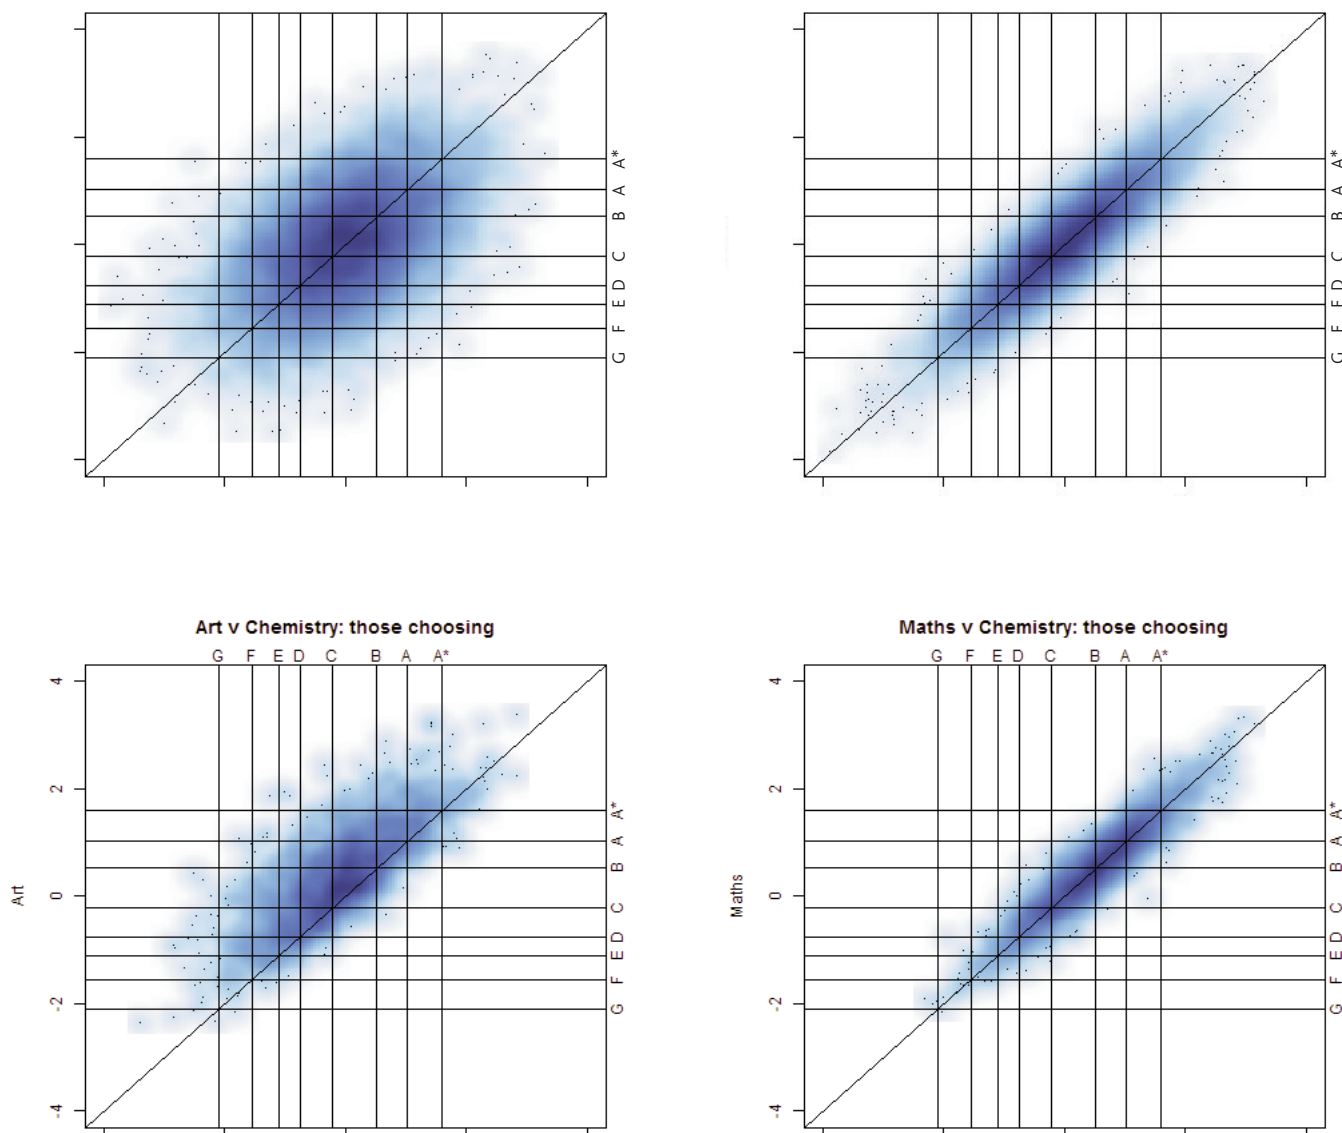 A*
A
B
C
D
E
F
G
A*
A
B
C
D
E
F
G
Art v Chemistry: those choosing
G F E D C B A A*
4
2
0
-2
-4
Art
A*
A
B
C
D
E
F
G
Maths v Chemistry: those choosing
G F E D C B A A*
4
2
0
-2
-4
Maths
A*
A
B
C
D
E
F
G